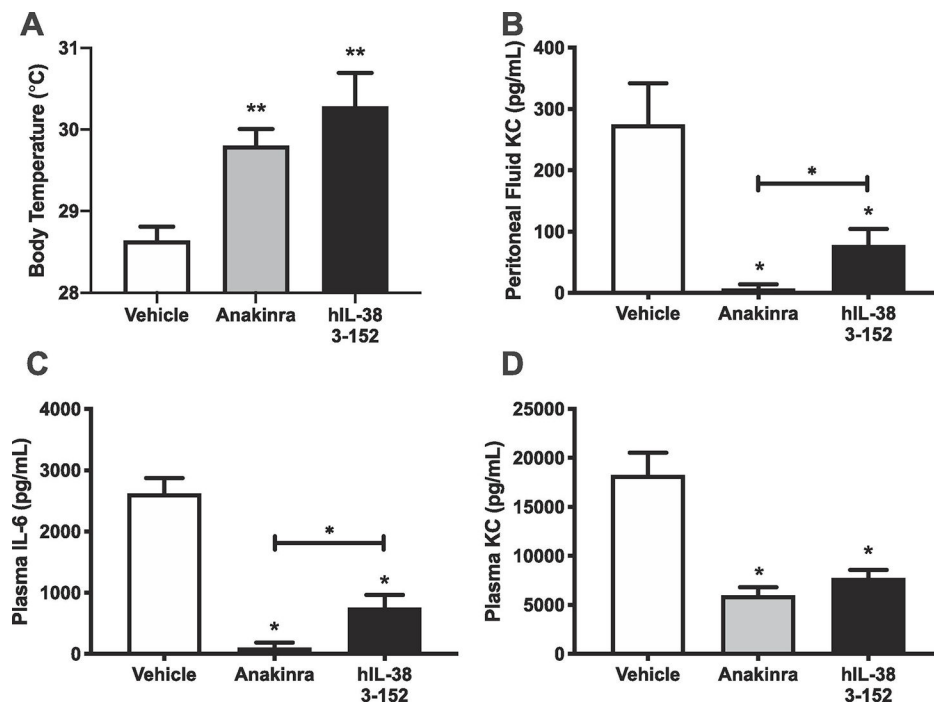 A
Body Temperature (°C)
31
30
29
28
**
**
Vehicle
Anakinra
hIL-38
3-152
B
Peritoneal Fluid KC (pg/mL)
400
300
200
100
0
*
*
*
Vehicle
Anakinra
hIL-38
3-152
C
Plasma IL-6 (pg/mL)
4000
3000
2000
1000
0
*
*
*
Vehicle
Anakinra
hIL-38
3-152
D
Plasma KC (pg/mL)
25000
20000
15000
10000
5000
0
*
*
Vehicle
Anakinra
hIL-38
3-152